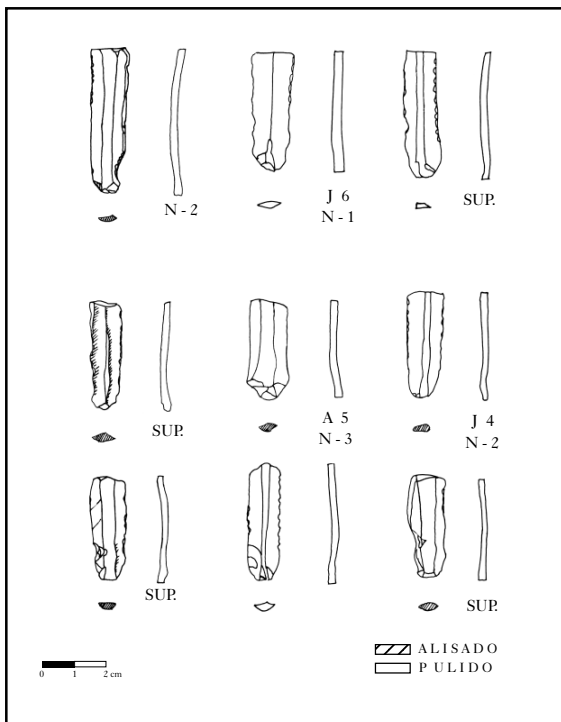 N - 2
J 6
N - 1
SUP.
SUP.
A 5
N - 3
J 4
N - 2
SUP.
SUP.
ALISADO
PULIDO
0 1 2 cm